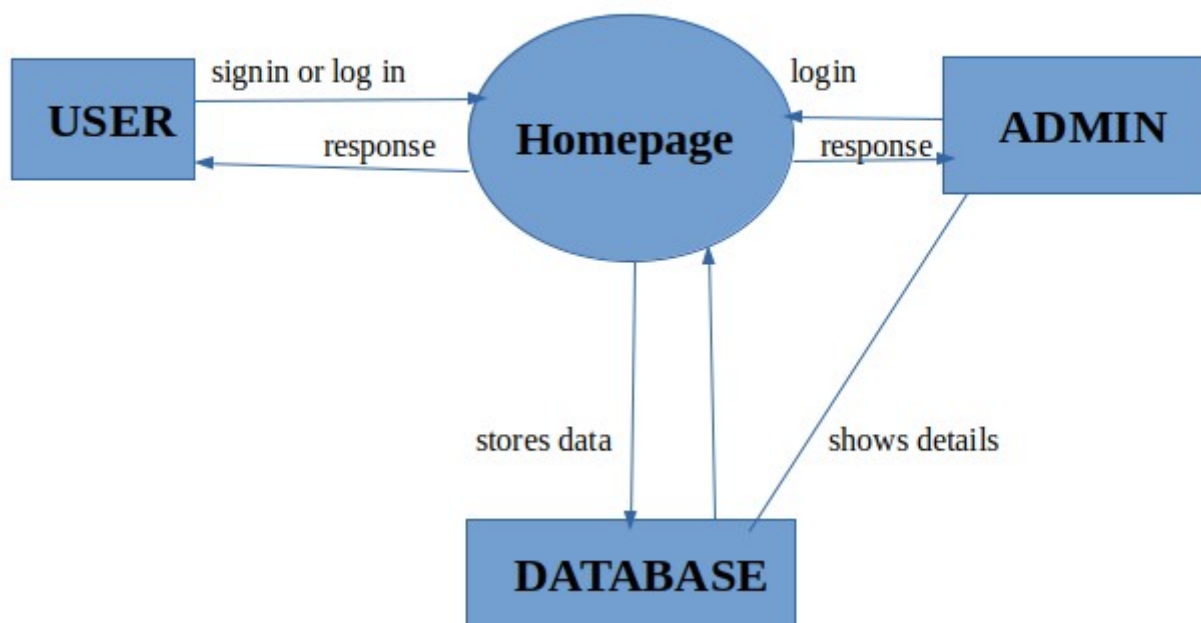 signin or log in
login
USER
Homepage
ADMIN
response
response
stores data
shows details
DATABASE